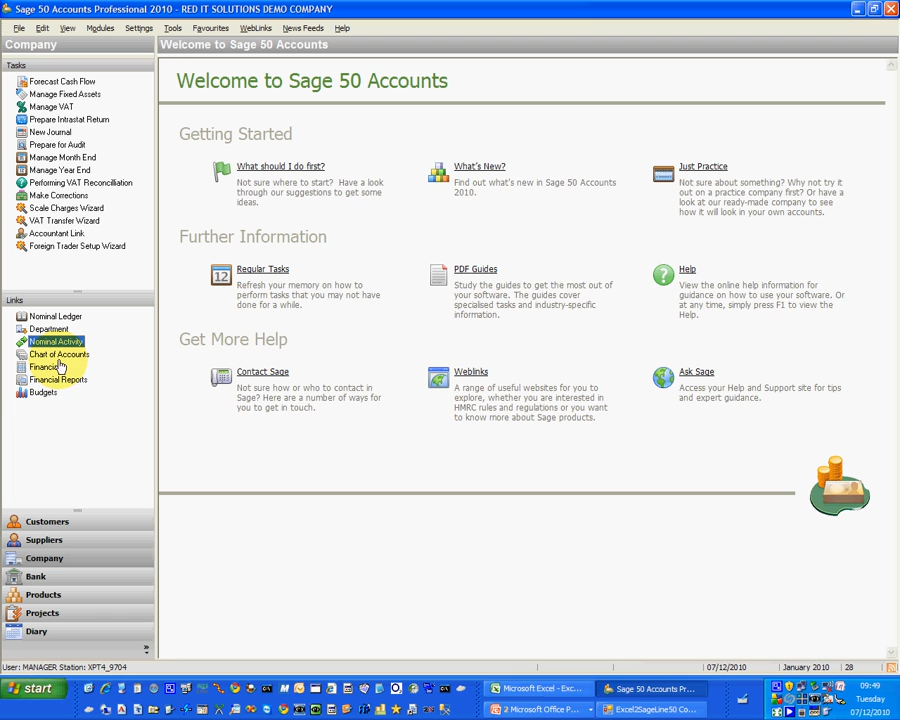 Sage 50 Accounts Professional 2010 - RED IT SOLUTIONS DEMO COMPANY
File Edit View Modules Settings Tools Favourites WebLinks News Feeds Help
Company
Welcome to Sage 50 Accounts
Tasks
Forecast Cash Flow
Manage Fixed Assets
Manage VAT
Prepare Intrastat Return
New Journal
Prepare for Audit
Manage Month End
Manage Year End
Performing VAT Reconciliation
Make Corrections
Scale Charges Wizard
VAT Transfer Wizard
Accountant Link
Foreign Trader Setup Wizard
Links
Nominal Ledger
Department
Nominal Activity
Chart of Accounts
Financial Reports
Budgets
Customers
Suppliers
Company
Bank
Products
Projects
Diary
Welcome to Sage 50 Accounts
Getting Started
What should I do first?
Not sure where to start? Have a
look through our suggestions to get some
ideas.
What's New?
Find out what's new in Sage 50 Accounts
2010.
Just Practice
Not sure about something? Why not try it
out on a practice company first? Or have a
look at our ready-made company to see
how it will look in your own accounts.
Further Information
12
Regular Tasks
Refresh your memory on how to
perform tasks that you may not have
done for a while.
PDF Guides
Study the guides to get the most out of
your software. The guides cover
specialised tasks and industry-specific
information.
Help
View the online help information for
guidance on how to use your software. Or
at any time, simply press F1 to view the
Help.
Get More Help
Contact Sage
Not sure how or who to contact in
Sage? Here are a number of ways for
you to get in touch.
Weblinks
A range of useful websites for you to
explore, whether you are interested in
HMRC rules and regulations or you want
to know more about Sage products.
Ask Sage
Access your Help and Support site for tips
and expert guidance.
User: MANAGER Station: XPT4_9704
07/12/2010
January 2010
28
start
Microsoft Excel - Exc...
Sage 50 Accounts Pr...
2 Microsoft Office P...
Excel2SageLine50 Co...
09:49
Tuesday
07/12/2010